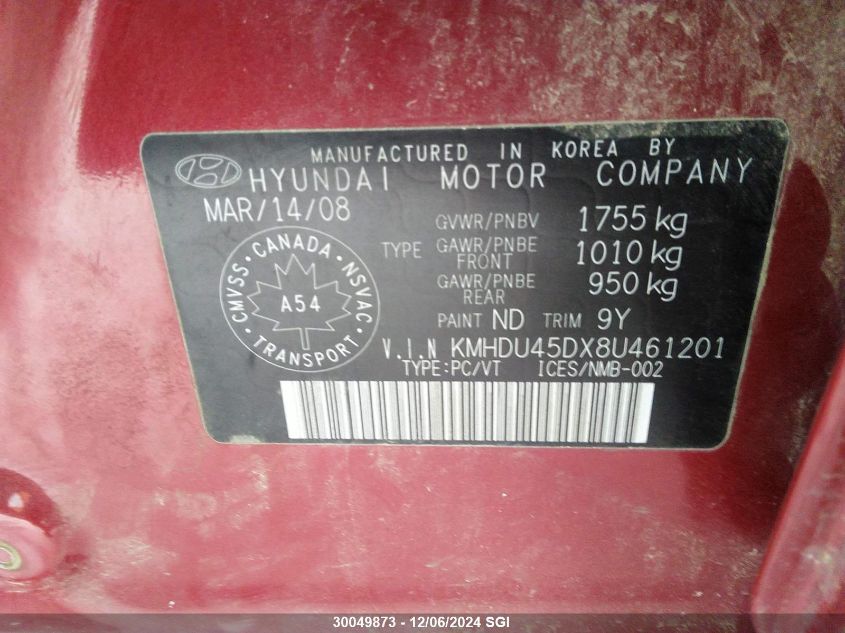 MANUFACTURED IN KOREA BY
HYUNDAI MOTOR COMPANY
MAR/14/08
GVWR/PNBV 1755 kg
TYPE GAWR/PNBE FRONT 1010 kg
GAWR/PNBE REAR 950 kg
CMVSS · CANADA · NSVAC
A54
TRANSPORT
PAINT ND TRIM 9Y
V.I.N KMHDU45DX8U461201
TYPE:PC/VT ICES/NMB-002
30049873 - 12/06/2024 SGI